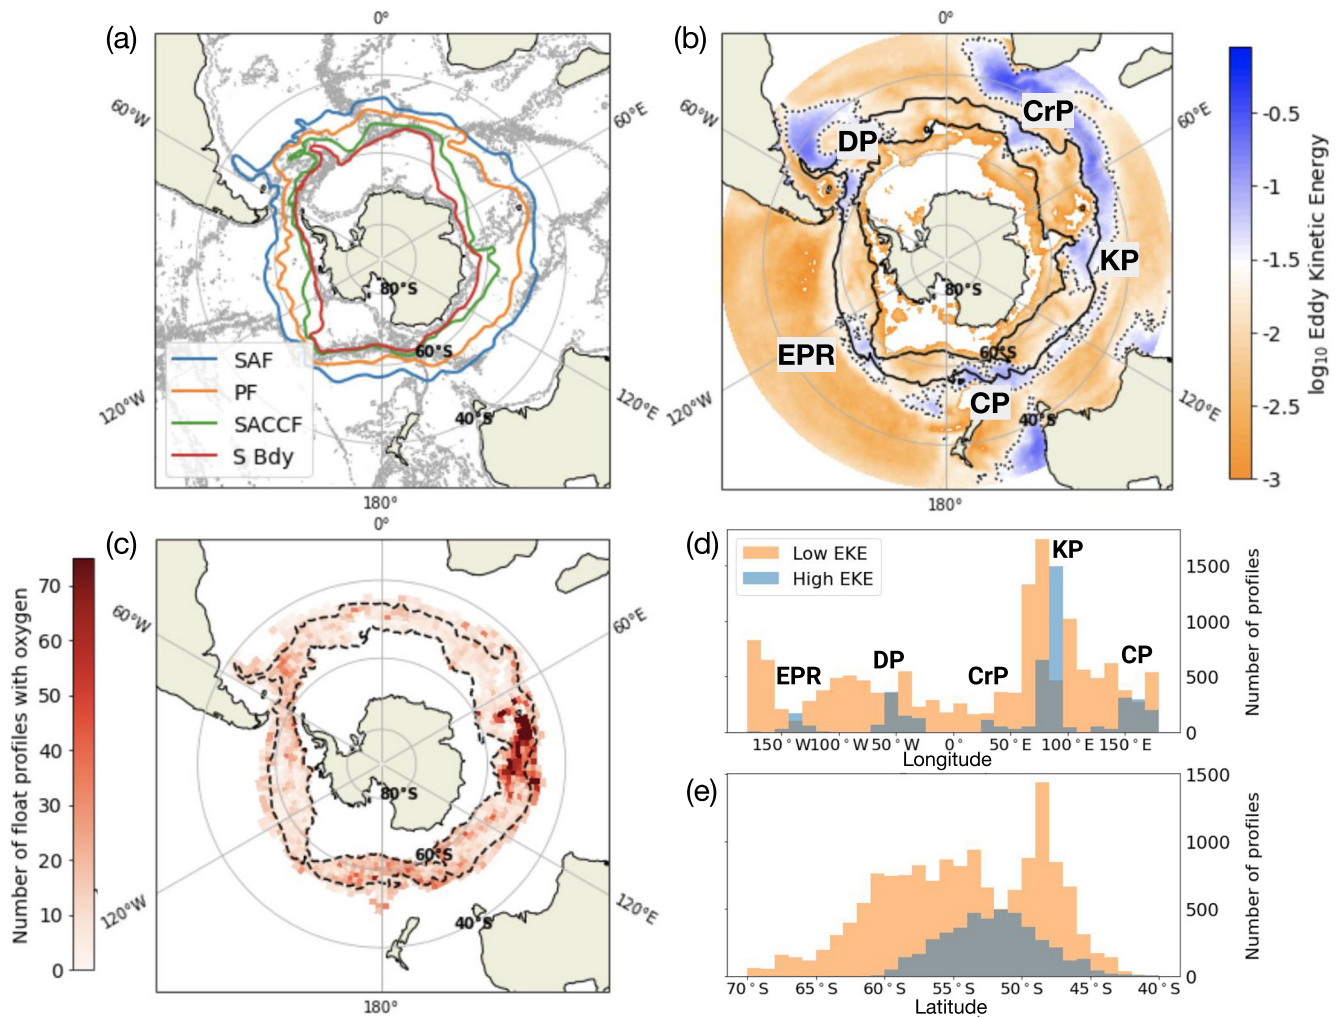 (a)
0°
60°W
60°E
80°S
60°S
40°S
120°W
120°E
180°
SAF
PF
SACCF
S Bdy
(b)
0°
60°W
60°E
CrP
DP
KP
EPR
CP
80°S
60°S
40°S
120°W
120°E
180°
-0.5
-1
-1.5
-2
-2.5
-3
log₁₀ Eddy Kinetic Energy
(c)
0°
60°W
60°E
80°S
60°S
40°S
120°W
120°E
180°
70
60
50
40
30
20
10
0
Number of float profiles with oxygen
(d)
Low EKE
High EKE
EPR
DP
CrP
KP
CP
1500
1000
500
0
Number of profiles
150°W 100°W 50°W 0° 50°E 100°E 150°E
Longitude
(e)
1500
1000
500
0
Number of profiles
70°S 65°S 60°S 55°S 50°S 45°S 40°S
Latitude